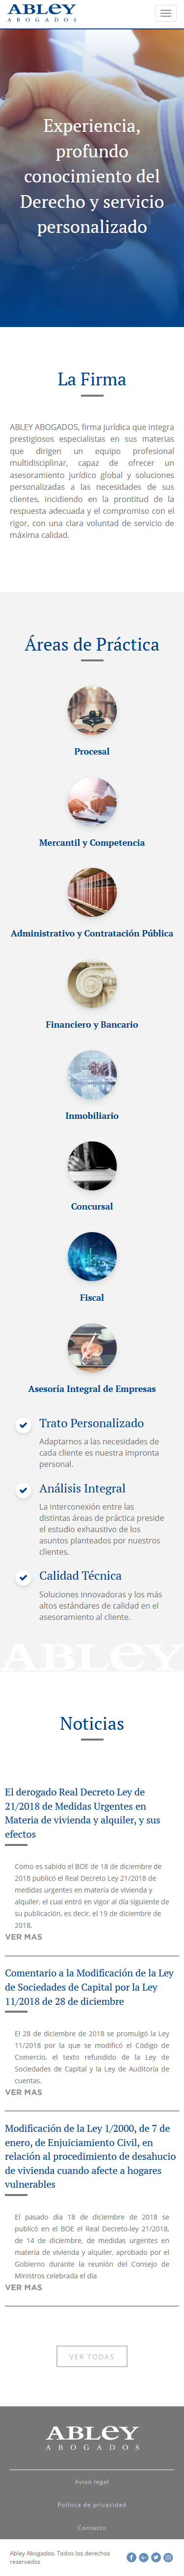 ABLEY
ABOGADOS
Experiencia,
profundo
conocimiento del
Derecho y servicio
personalizado
La Firma
ABLEY ABOGADOS, firma jurídica que integra
prestigiosos especialistas en sus materias
que dirigen un equipo profesional
multidisciplinar, capaz de ofrecer un
asesoramiento jurídico global y soluciones
personalizadas a las necesidades de sus
clientes, incidiendo en la prontitud de la
respuesta adecuada y el compromiso con el
rigor, con una clara voluntad de servicio de
máxima calidad.
Áreas de Práctica
Procesal
Mercantil y Competencia
Administrativo y Contratación Pública
Financiero y Bancario
Inmobiliario
Concursal
Fiscal
Asesoría Integral de Empresas
Trato Personalizado
Adaptarnos a las necesidades de
cada cliente es nuestra impronta
personal.
Análisis Integral
La interconexión entre las
distintas áreas de práctica preside
el estudio exhaustivo de los
asuntos planteados por nuestros
clientes.
Calidad Técnica
Soluciones innovadoras y los más
altos estándares de calidad en el
asesoramiento al cliente.
ABLEY
Noticias
El derogado Real Decreto Ley de
21/2018 de Medidas Urgentes en
Materia de vivienda y alquiler, y sus
efectos
Como es sabido el BOE de 18 de diciembre de
2018 publicó el Real Decreto Ley 21/2018 de
medidas urgentes en materia de vivienda y
alquiler, el cual entró en vigor al día siguiente de
su publicación, es decir, el 19 de diciembre de
2018.
VER MAS
Comentario a la Modificación de la Ley
de Sociedades de Capital por la Ley
11/2018 de 28 de diciembre
El 28 de diciembre de 2018 se promulgó la Ley
11/2018 por la que se modificó el Código de
Comercio, el texto refundido de la Ley de
Sociedades de Capital y la Ley de Auditoría de
cuentas.
VER MAS
Modificación de la Ley 1/2000, de 7 de
enero, de Enjuiciamiento Civil, en
relación al procedimiento de desahucio
de vivienda cuando afecte a hogares
vulnerables
El pasado día 18 de diciembre de 2018 se
publicó en el BOE el Real Decreto-ley 21/2018,
de 14 de diciembre, de medidas urgentes en
materia de vivienda y alquiler, aprobado por el
Gobierno durante la reunión del Consejo de
Ministros celebrada el día
VER MAS
VER TODAS
ABLEY
ABOGADOS
Aviso legal
Política de privacidad
Contacto
Abley Abogados. Todos los derechos
reservados